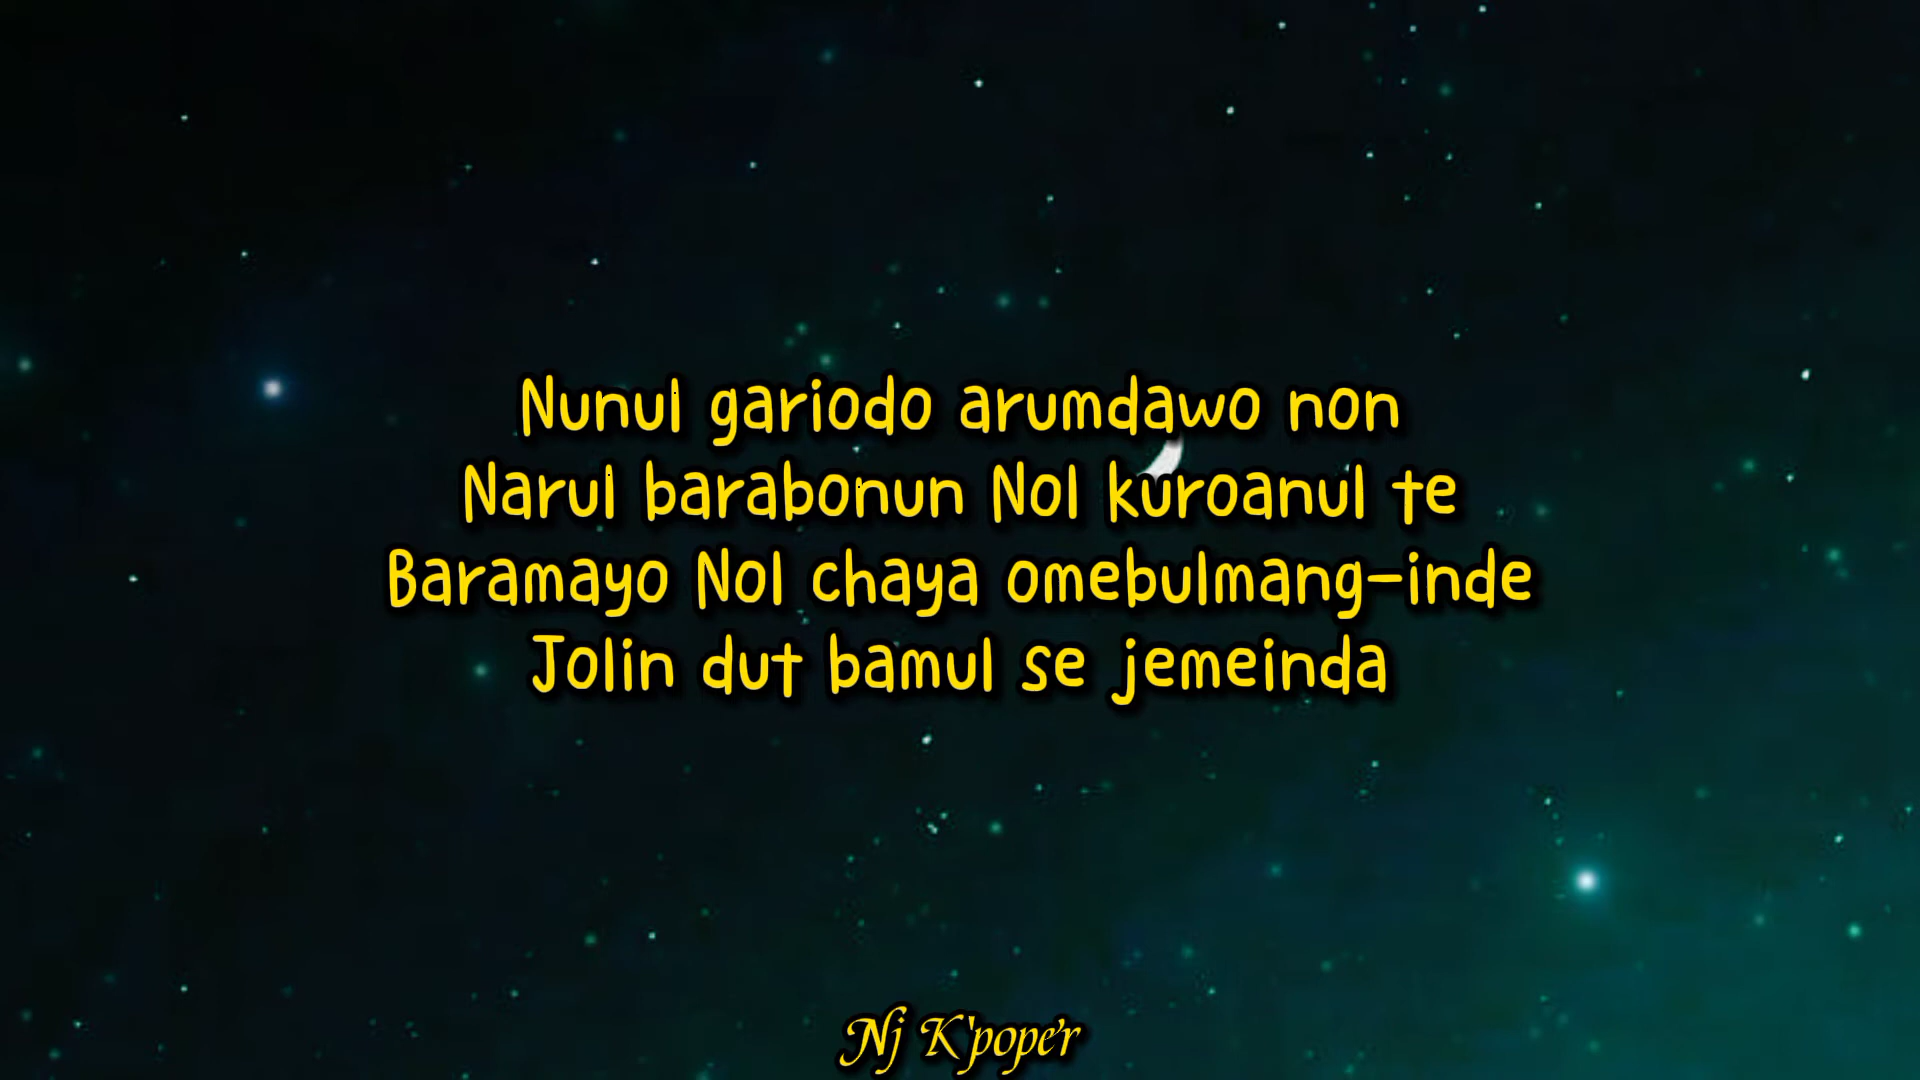 Nunul gariodo arumdawo non
Narul barabonun Nol kuroanul te
Baramayo Nol chaya omebulmang-inde
Jolin dut bamul se jemeinda
Nj K'pope'r